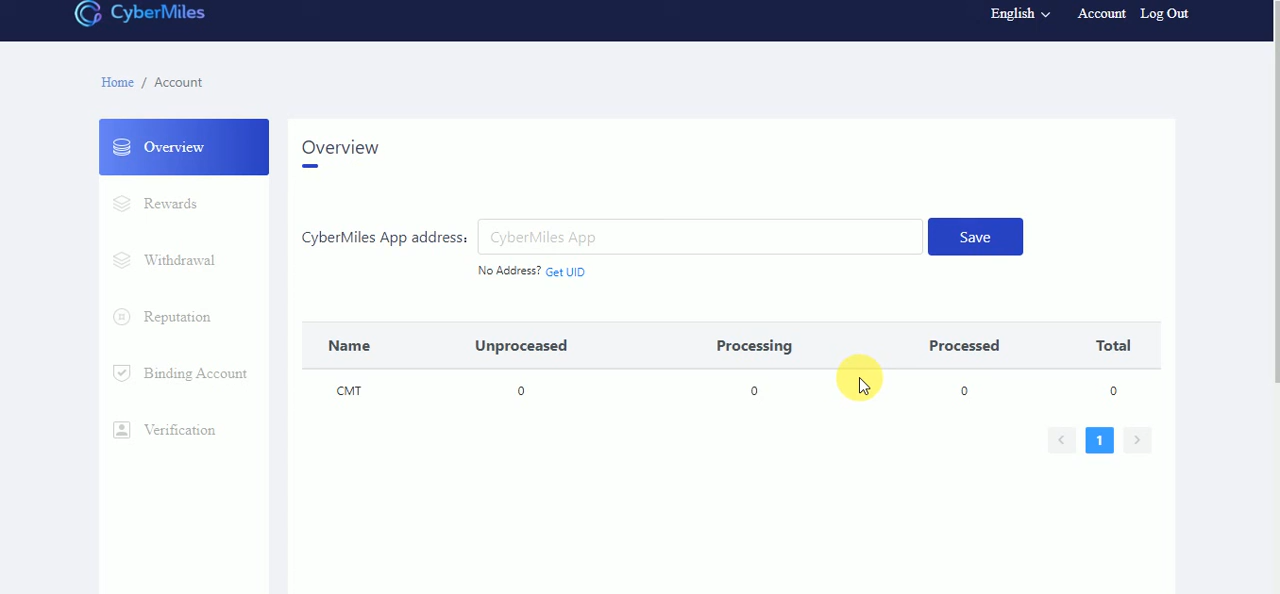 CyberMiles
English Account Log Out
Home / Account
Overview
Rewards
Withdrawal
Reputation
Binding Account
Verification
Overview
CyberMiles App address: CyberMiles App Save
No Address? Get UID
Name Unproceased Processing Processed Total
CMT 0 0 0 0
< 1 >